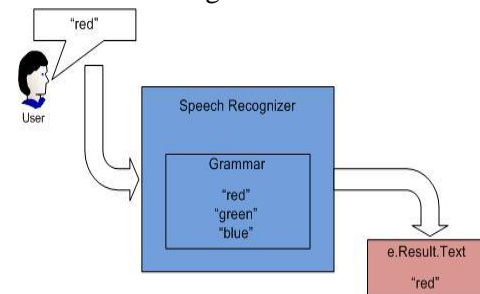 “red”
User
Speech Recognizer
Grammar
“red”
“green”
“blue”
e.Result.Text
“red”